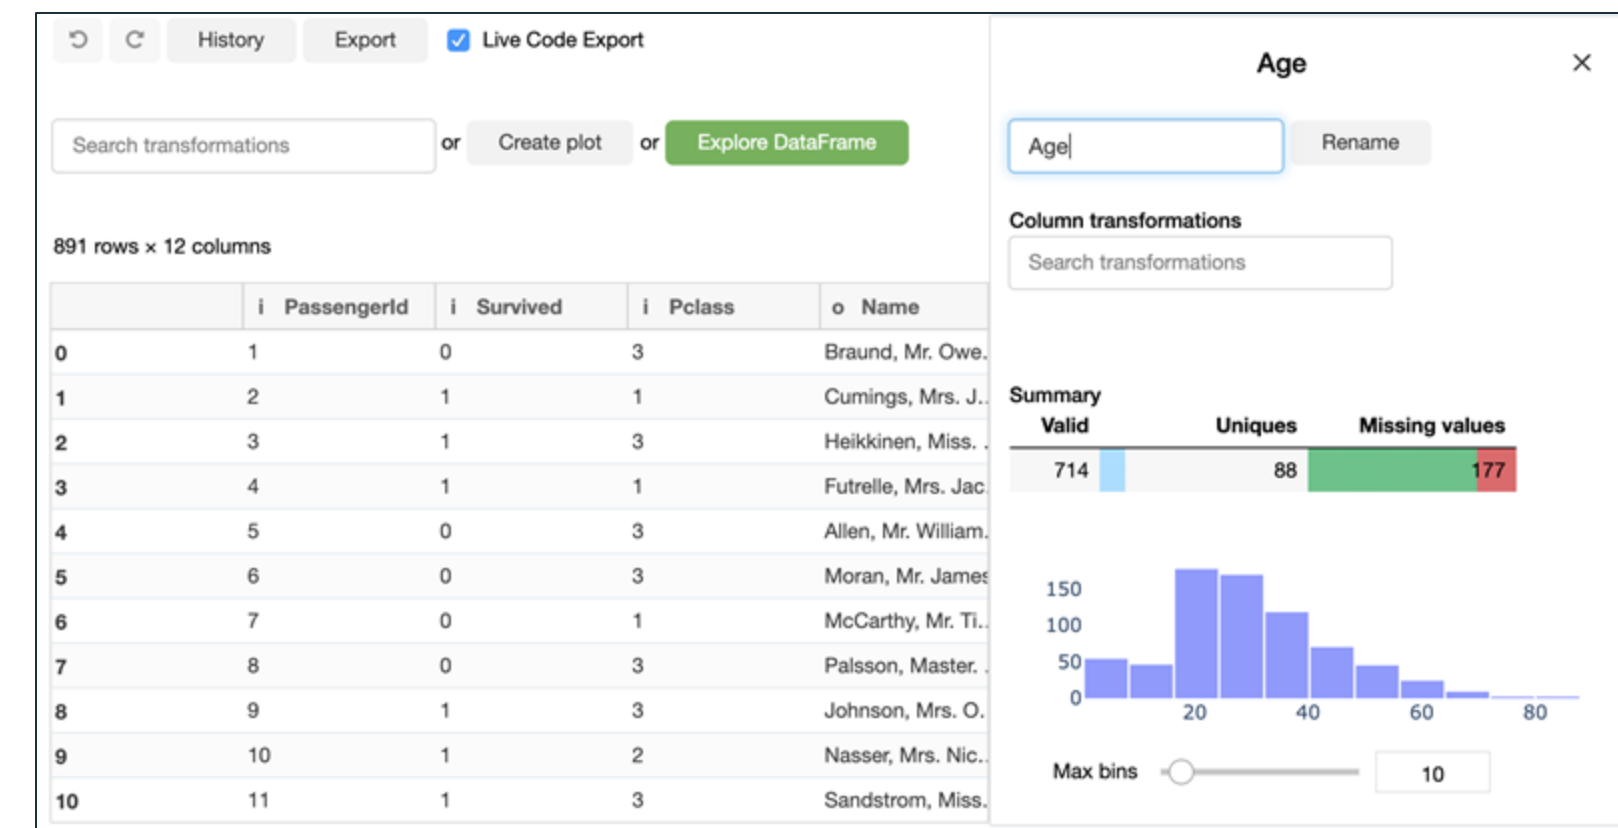 History Export Live Code Export
Search transformations or Create plot or Explore DataFrame
891 rows × 12 columns
i PassengerId i Survived i Pclass o Name
0 1 0 3 Braund, Mr. Owe.
1 2 1 1 Cumings, Mrs. J..
2 3 1 3 Heikkinen, Miss. .
3 4 1 1 Futrelle, Mrs. Jac
4 5 0 3 Allen, Mr. William.
5 6 0 3 Moran, Mr. James
6 7 0 1 McCarthy, Mr. Ti..
7 8 0 3 Palsson, Master. .
8 9 1 3 Johnson, Mrs. O.
9 10 1 2 Nasser, Mrs. Nic..
10 11 1 3 Sandstrom, Miss.
Age
Age Rename
Column transformations
Search transformations
Summary
Valid Uniques Missing values
714 88 177
150
100
50
0
20 40 60 80
Max bins 10